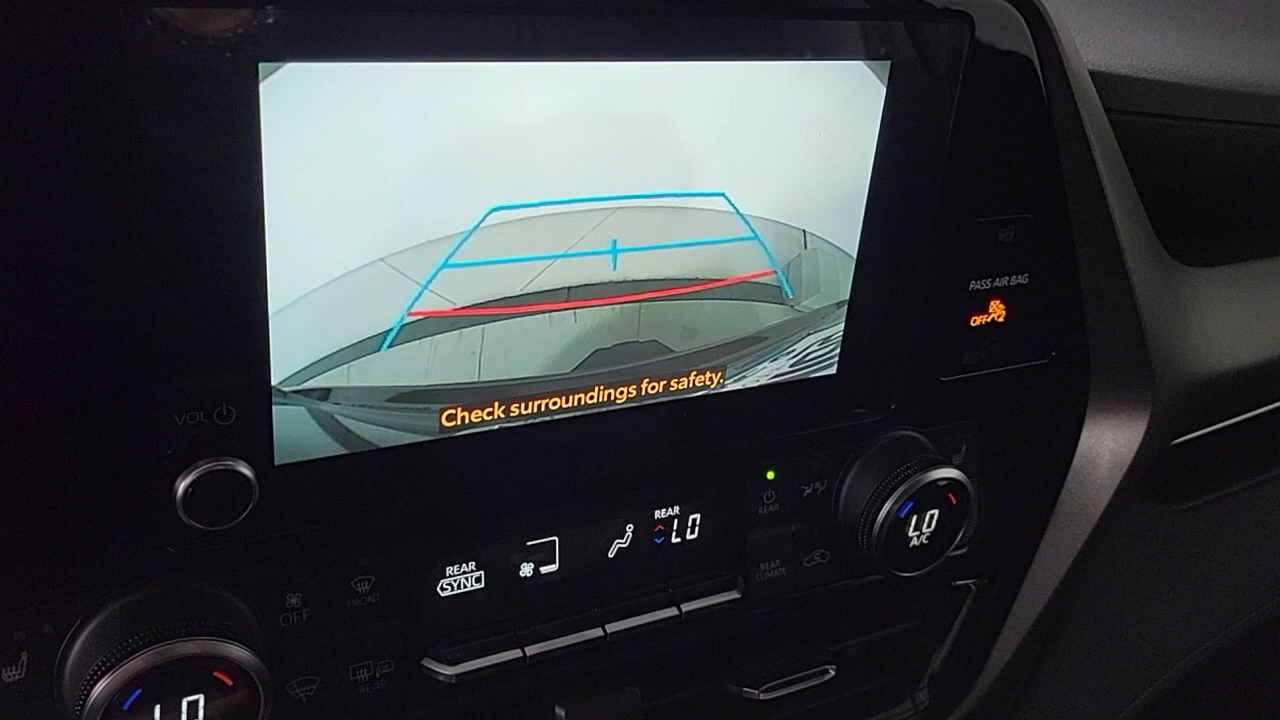 Check surroundings for safety.
PASS AIR BAG
OFF 2
VOL
REAR
LO
A/C
REAR
LO
REAR
SYNC
REAR
CLIMATE
OFF
FRONT
REAR
LO